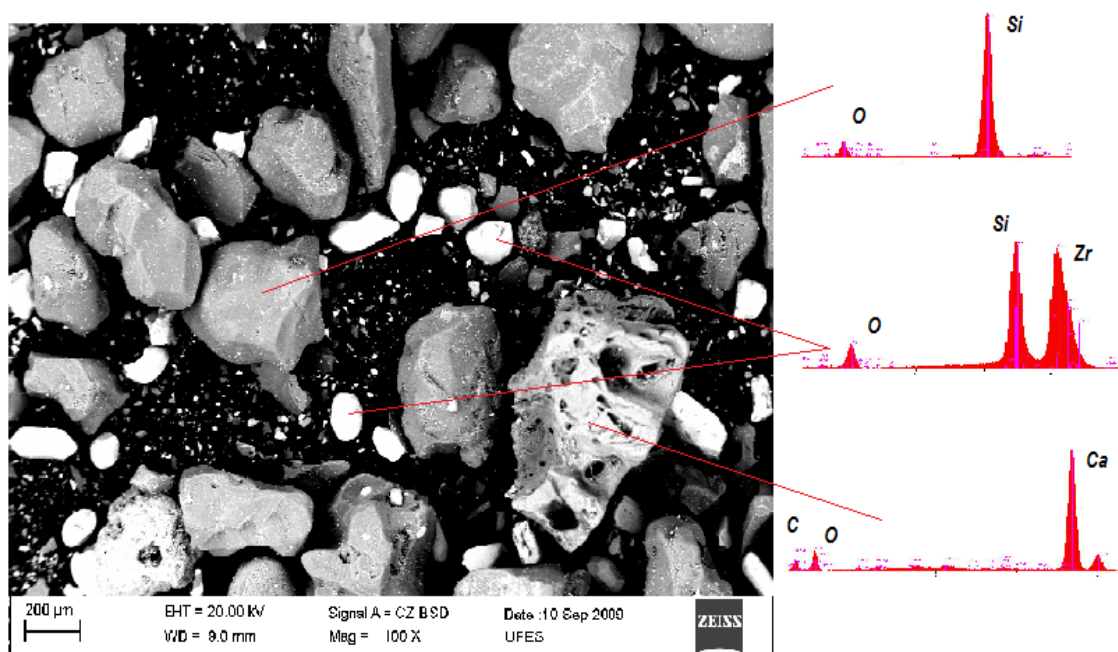 Si
O
Si
Zr
O
Ca
C
O
200 µm
EHT = 20.00 kV
Signal A = CZ BSD
Date :10 Sep 2009
WD = 9.0 mm
Mag = 100 X
UFES
ZEISS